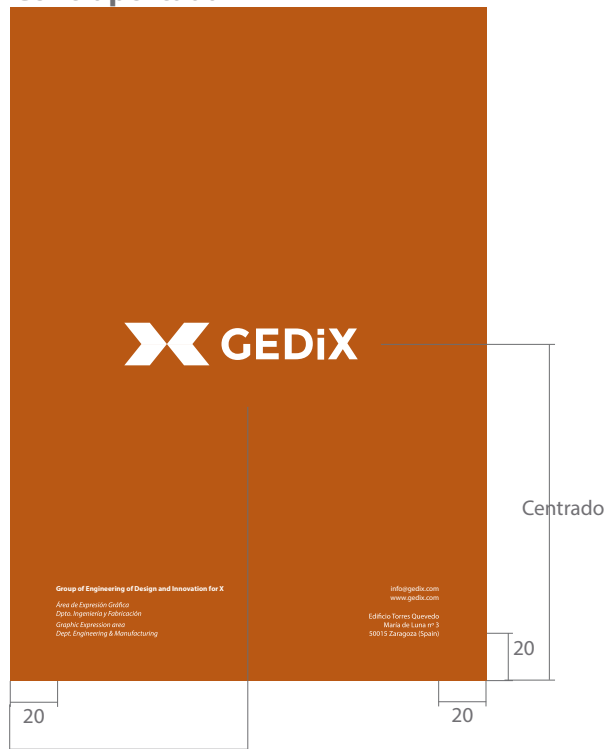 GEDiX
Centrado
Group of Engineering of Design and Innovation for X
Área de Expresión Gráfica
Dpto. Ingeniería y Fabricación
Graphic Expression area
Dept. Engineering & Manufacturing
info@gedix.com
www.gedix.com
Edificio Torres Quevedo
María de Luna nº 3
50015 Zaragoza (Spain)
20
20
20